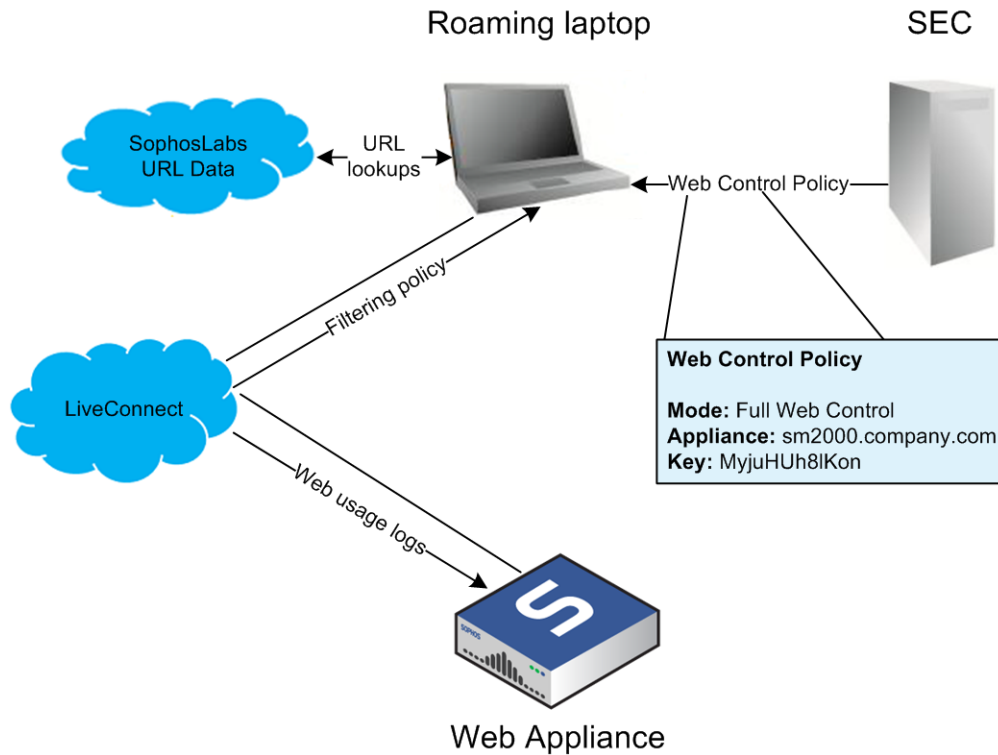 Roaming laptop
SEC
SophosLabs
URL Data
URL
lookups
Web Control Policy
Filtering policy
Web Control Policy
Mode: Full Web Control
Appliance: sm2000.company.com
Key: MyjuHUh8lKon
LiveConnect
Web usage logs
SOPHOS
S
Web Appliance